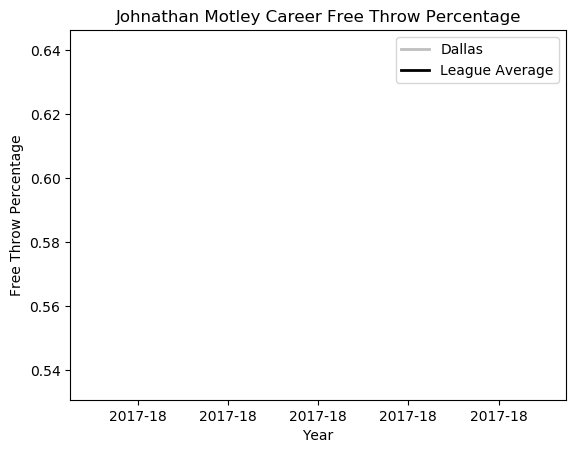 Johnathan Motley Career Free Throw Percentage
Dallas
League Average
Free Throw Percentage
0.64
0.62
0.60
0.58
0.56
0.54
2017-18 2017-18 2017-18 2017-18 2017-18
Year